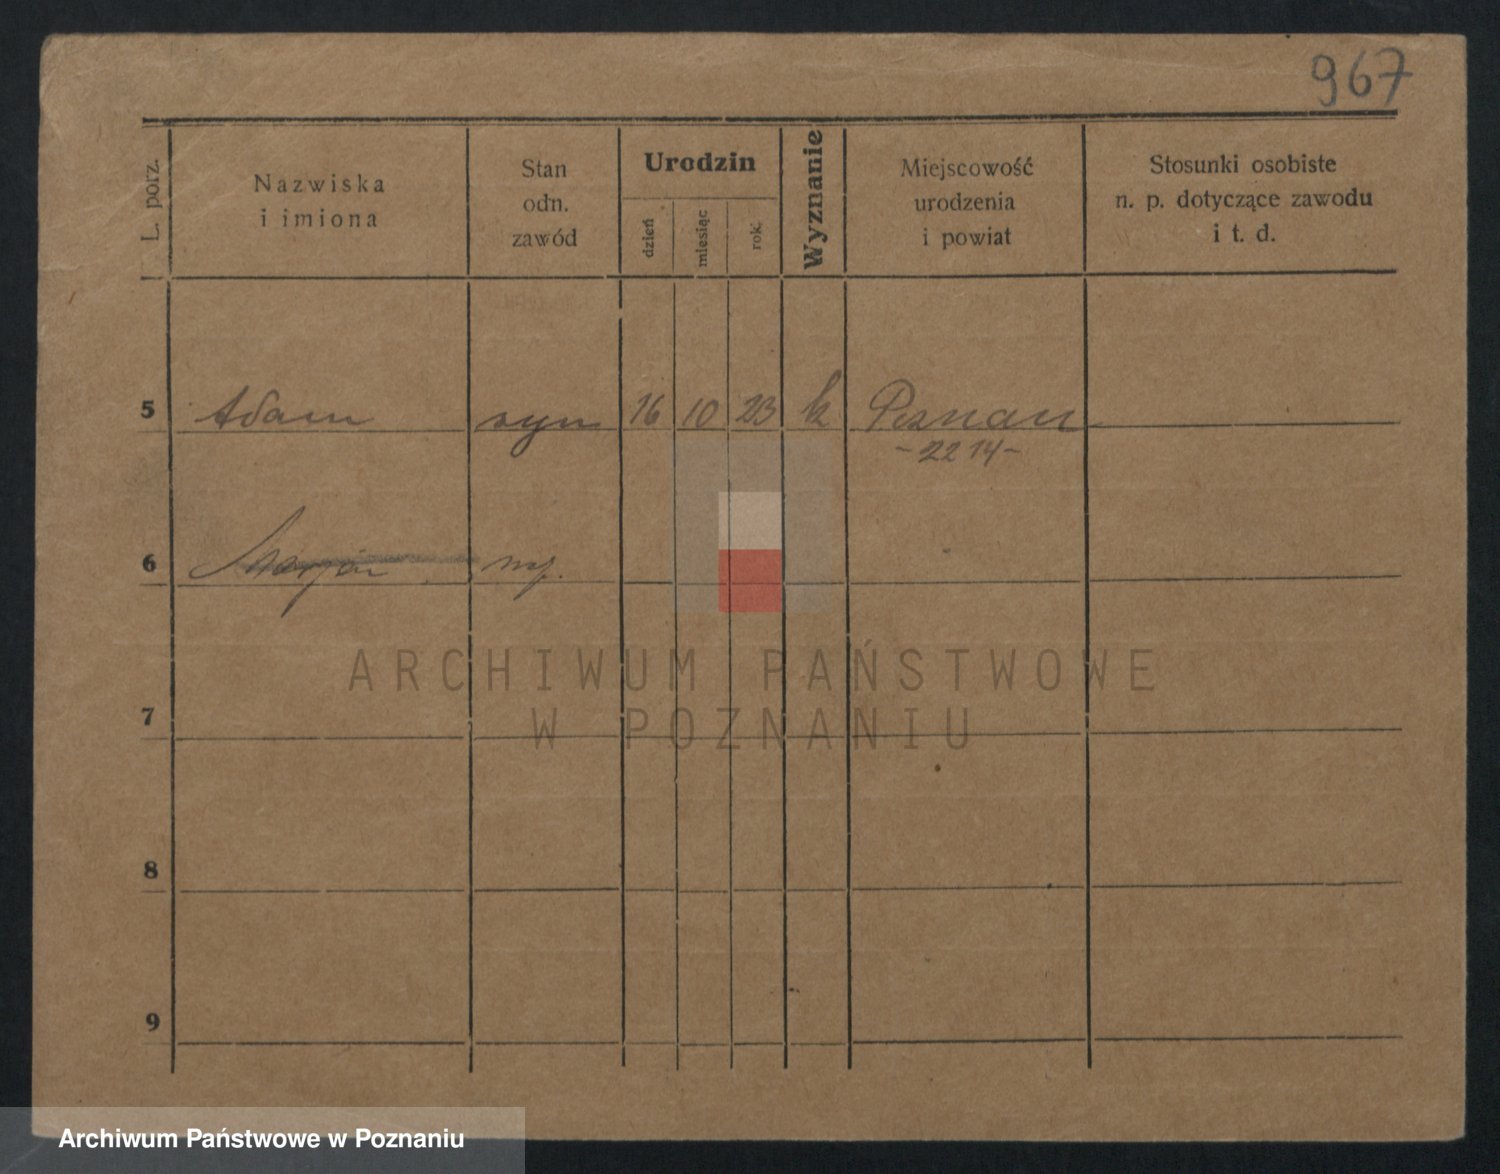 967
L. porz.
Nazwiska
i imiona
Stan
odn.
zawód
Urodzin
dzień
miesiąc
rok.
Wyznanie
Miejscowość
urodzenia
i powiat
Stosunki osobiste
n. p. dotyczące zawodu
i t. d.
5 Adam syn 16 10 23 k Poznań
-2214-
6 Marjan
7
8
9
ARCHIWUM PAŃSTWOWE
W POZNANIU
Archiwum Państwowe w Poznaniu